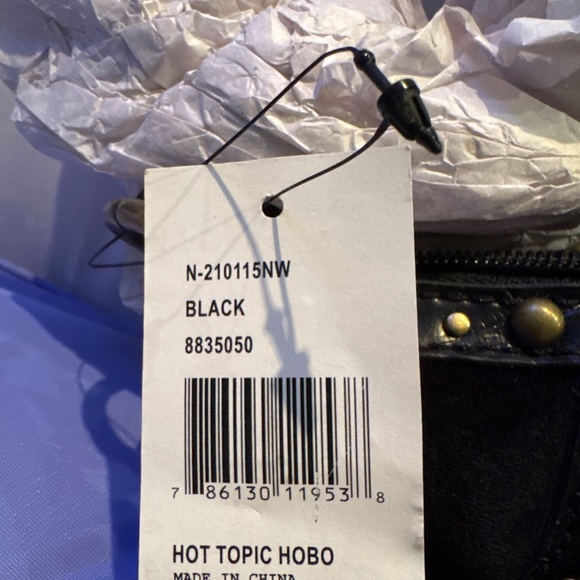 N-210115NW
BLACK
8835050
7 86130 11953 8
HOT TOPIC HOBO
MADE IN CHINA